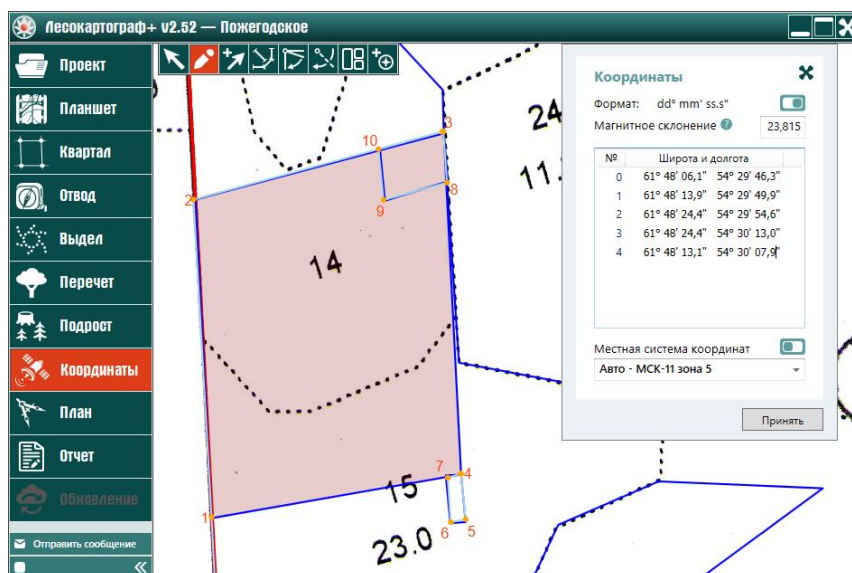 Лесокартограф+ v2.52 — Пожегодское
Проект
Планшет
Квартал
Отвод
Выдел
Перечет
Подрост
Координаты
План
Отчет
Обновление
Отправить сообщение
3
10
2
8
9
14
24
7
4
15
1
6
5
23.0
Координаты
Формат: dd° mm' ss.s"
Магнитное склонение ? 23,815
№ Широта и долгота
0 61° 48' 06,1" 54° 29' 46,3"
1 61° 48' 13,9" 54° 29' 49,9"
2 61° 48' 24,4" 54° 29' 54,6"
3 61° 48' 24,4" 54° 30' 13,0"
4 61° 48' 13,1" 54° 30' 07,9"
Местная система координат
Авто - МСК-11 зона 5
Принять